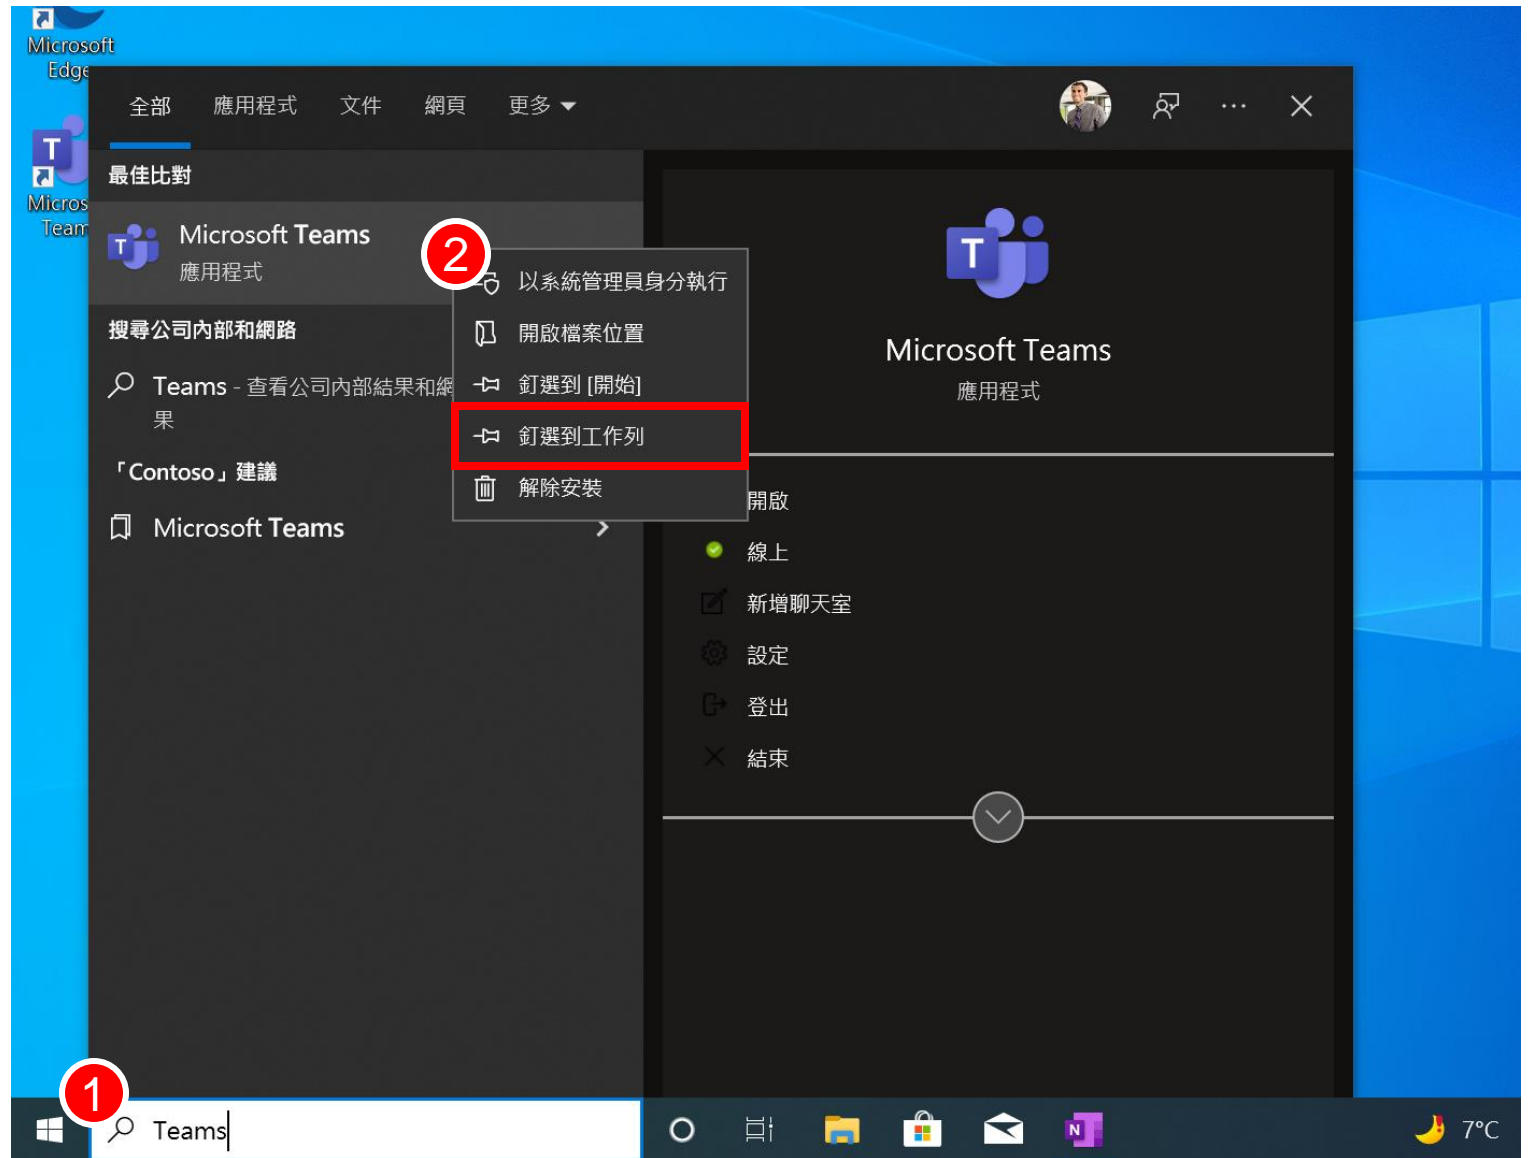 Microsoft
Edge
全部 應用程式 文件 網頁 更多
最佳比對
Micros
Team
Microsoft Teams
應用程式
2
以系統管理員身分執行
開啟檔案位置
釘選到 [開始]
釘選到工作列
解除安裝
搜尋公司內部和網路
Teams - 查看公司內部結果和網
果
「Contoso」建議
Microsoft Teams
T
Microsoft Teams
應用程式
開啟
線上
新增聊天室
設定
登出
結束
1
Teams
N
7°C